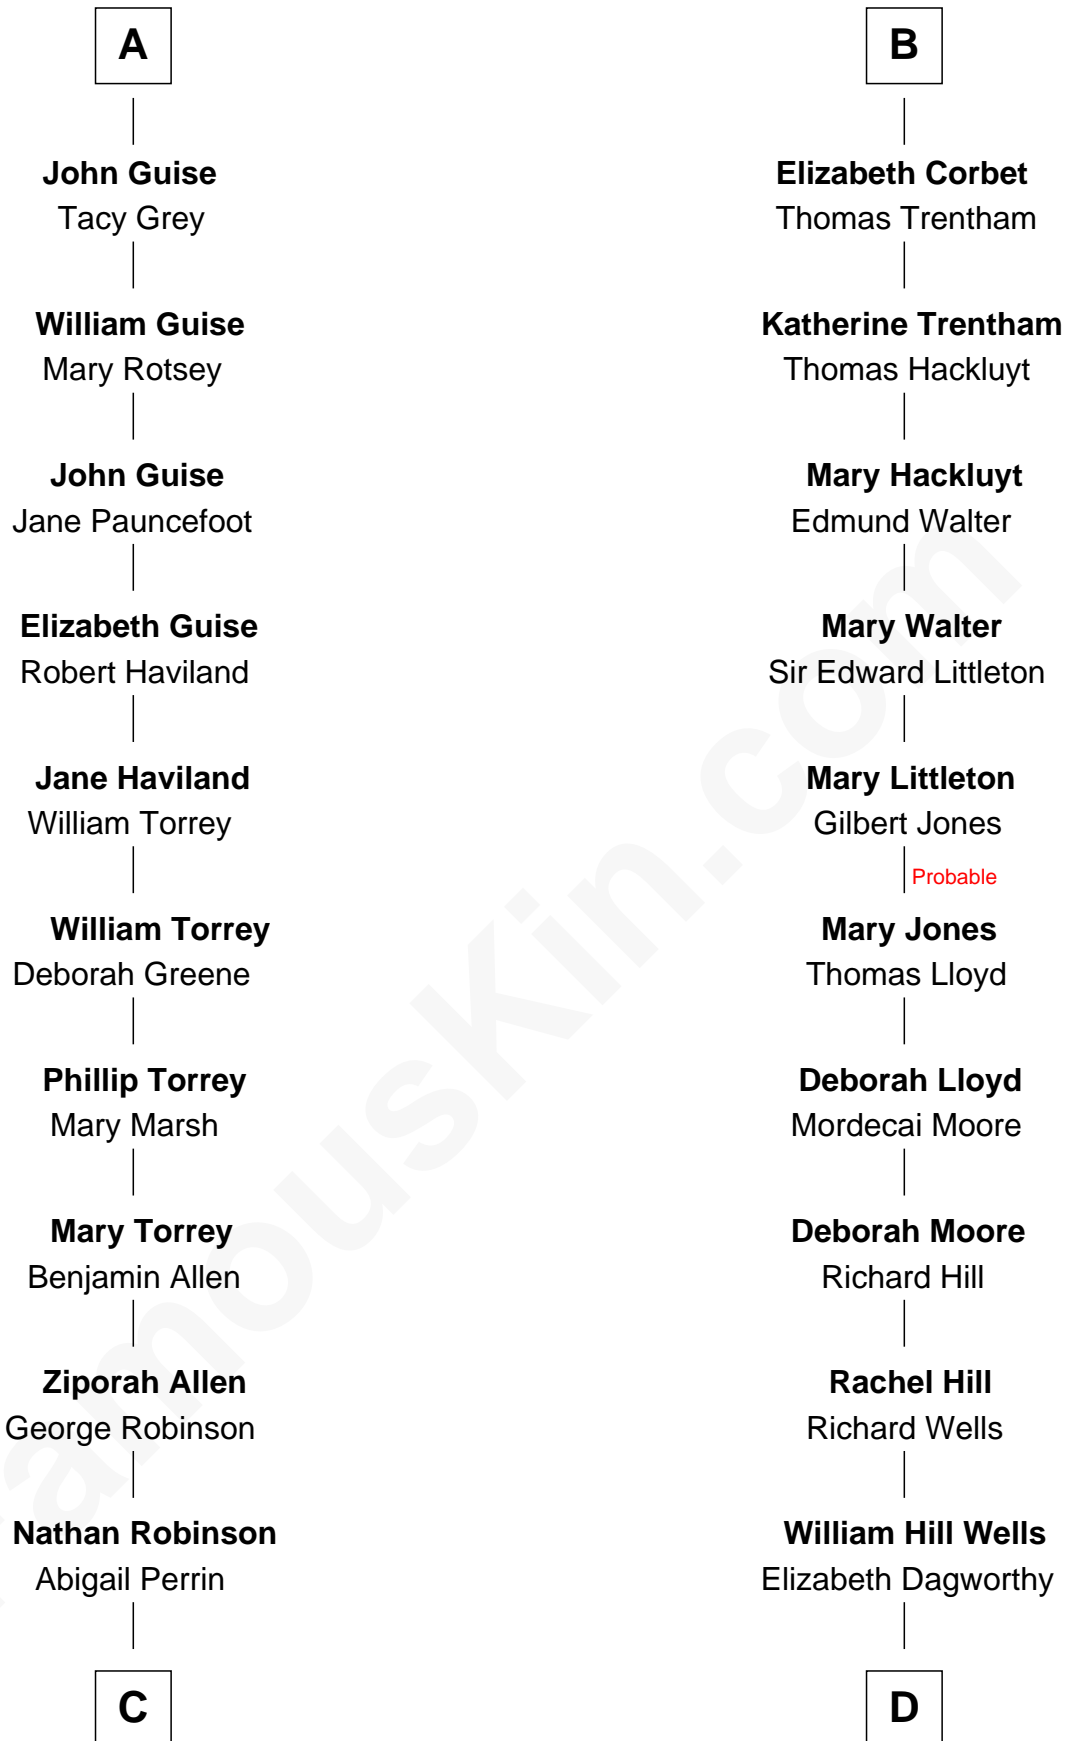 A
John Guise
Tacy Grey
William Guise
Mary Rotsey
John Guise
Jane Pauncefoot
Elizabeth Guise
Robert Haviland
Jane Haviland
William Torrey
William Torrey
Deborah Greene
Phillip Torrey
Mary Marsh
Mary Torrey
Benjamin Allen
Ziporah Allen
George Robinson
Nathan Robinson
Abigail Perrin
C
B
Elizabeth Corbet
Thomas Trentham
Katherine Trentham
Thomas Hackluyt
Mary Hackluyt
Edmund Walter
Mary Walter
Sir Edward Littleton
Mary Littleton
Gilbert Jones
Probable
Mary Jones
Thomas Lloyd
Deborah Lloyd
Mordecai Moore
Deborah Moore
Richard Hill
Rachel Hill
Richard Wells
William Hill Wells
Elizabeth Dagworthy
D
FamousKin.com